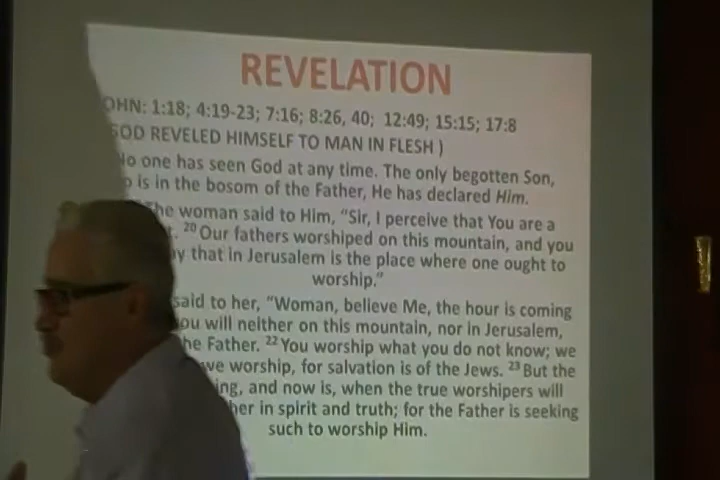 REVELATION
OHN: 1:18; 4:19-23; 7:16; 8:26, 40; 12:49; 15:15; 17:8
GOD REVELED HIMSELF TO MAN IN FLESH )
No one has seen God at any time. The only begotten Son,
is in the bosom of the Father, He has declared Him.
The woman said to Him, “Sir, I perceive that You are a
20 Our fathers worshiped on this mountain, and you
that in Jerusalem is the place where one ought to
worship.”
said to her, “Woman, believe Me, the hour is coming
you will neither on this mountain, nor in Jerusalem,
the Father. 22 You worship what you do not know; we
we worship, for salvation is of the Jews. 23 But the
and now is, when the true worshipers will
in spirit and truth; for the Father is seeking
such to worship Him.